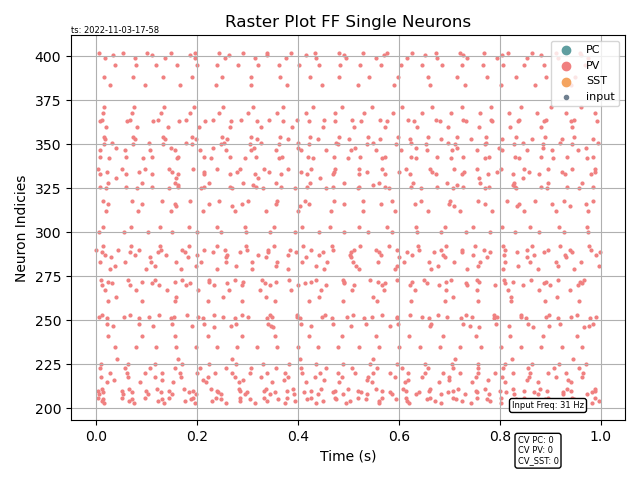 Raster Plot FF Single Neurons
ts: 2022-11-03-17-58
PC
PV
SST
input
400
375
350
325
300
275
250
225
200
Neuron Indicies
Input Freq: 31 Hz
0.0 0.2 0.4 0.6 0.8 1.0
Time (s)
CV PC: 0
CV PV: 0
CV_SST: 0